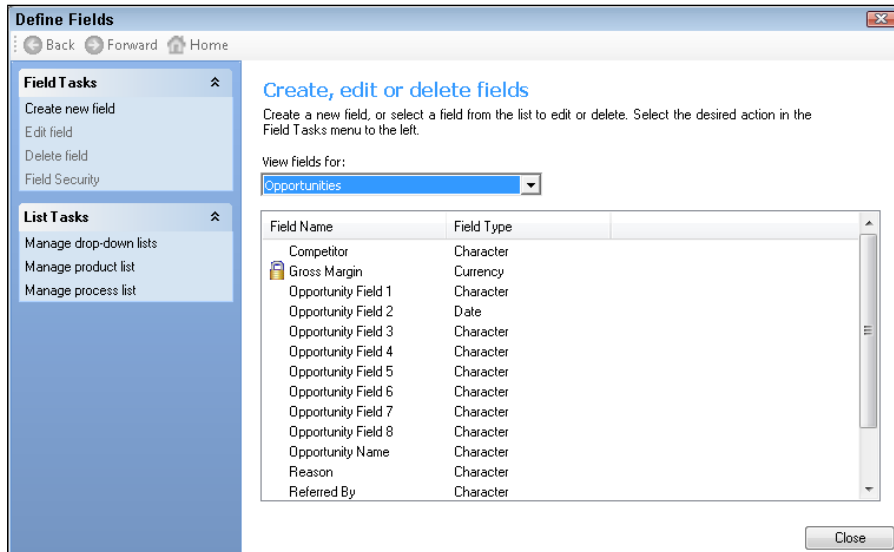 Define Fields
Back Forward Home
Field Tasks
Create new field
Edit field
Delete field
Field Security
List Tasks
Manage drop-down lists
Manage product list
Manage process list
Create, edit or delete fields
Create a new field, or select a field from the list to edit or delete. Select the desired action in the
Field Tasks menu to the left.
View fields for:
Opportunities
Field Name Field Type
Competitor Character
Gross Margin Currency
Opportunity Field 1 Character
Opportunity Field 2 Date
Opportunity Field 3 Character
Opportunity Field 4 Character
Opportunity Field 5 Character
Opportunity Field 6 Character
Opportunity Field 7 Character
Opportunity Field 8 Character
Opportunity Name Character
Reason Character
Referred By Character
Close